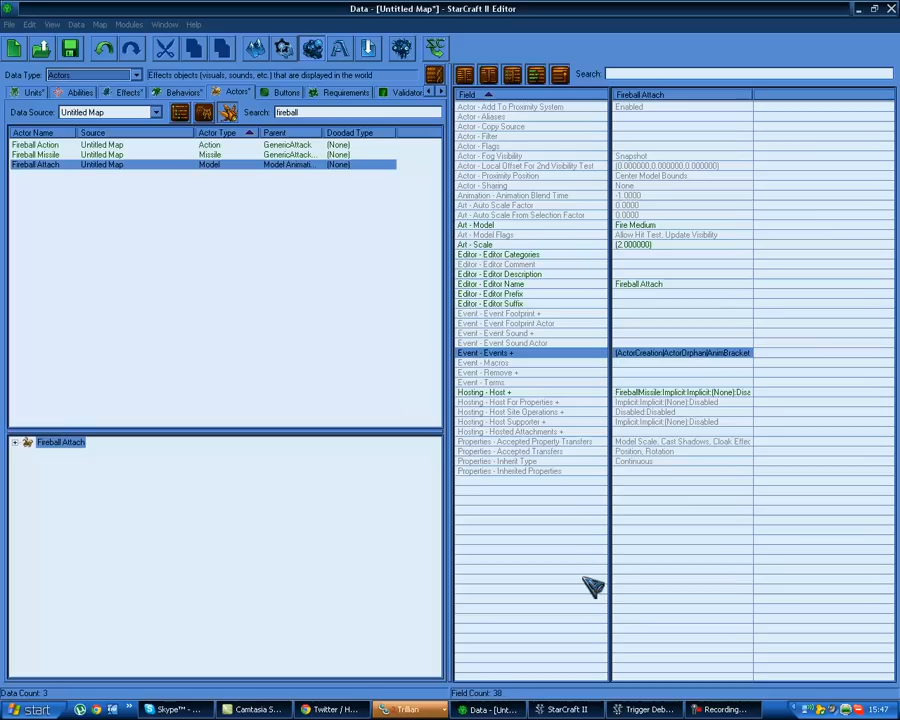 Data - [Untitled Map*] - StarCraft II Editor
File Edit View Data Map Modules Window Help
Data Type: Actors Effects objects (visuals, sounds, etc.) that are displayed in the world
Search:
Units* Abilities Effects* Behaviors* Actors* Buttons Requirements Validator
Data Source: Untitled Map Search: fireball
Actor Name Source Actor Type Parent Doodad Type
Fireball Action Untitled Map Action GenericAttack (None)
Fireball Missile Untitled Map Missile GenericAttack... (None)
Fireball Attach Untitled Map Model Model Animati... (None)
Fireball Attach
Data Count: 3
Field Fireball Attach
Actor - Add To Proximity System Enabled
Actor - Aliases
Actor - Copy Source
Actor - Filter
Actor - Flags
Actor - Fog Visibility Snapshot
Actor - Local Offset For 2nd Visibility Test (0.000000,0.000000,0.000000)
Actor - Proximity Position Center Model Bounds
Actor - Sharing None
Animation - Animation Blend Time -1.0000
Art - Auto Scale Factor 0.0000
Art - Auto Scale From Selection Factor 0.0000
Art - Model Fire Medium
Art - Model Flags Allow Hit Test, Update Visibility
Art - Scale (2.000000)
Editor - Editor Categories
Editor - Editor Comment
Editor - Editor Description
Editor - Editor Name Fireball Attach
Editor - Editor Prefix
Editor - Editor Suffix
Event - Event Footprint +
Event - Event Footprint Actor
Event - Event Sound +
Event - Event Sound Actor
Event - Events + (ActorCreation|ActorOrphan|AnimBracket
Event - Macros
Event - Remove +
Event - Terms
Hosting - Host + FireballMissile:Implicit:Implicit:(None):Disa
Hosting - Host For Properties + Implicit:Implicit:(None):Disabled
Hosting - Host Site Operations + Disabled:Disabled
Hosting - Host Supporter + Implicit:Implicit:(None):Disabled
Hosting - Hosted Attachments +
Properties - Accepted Property Transfers Model Scale, Cast Shadows, Cloak Effec
Properties - Accepted Transfers Position, Rotation
Properties - Inherit Type Continuous
Properties - Inherited Properties
Field Count: 38
start Skype™ - ... Camtasia Studio... Twitter / H... Trillian Data - [Unt... StarCraft II Trigger Deb... Recording... 15:47